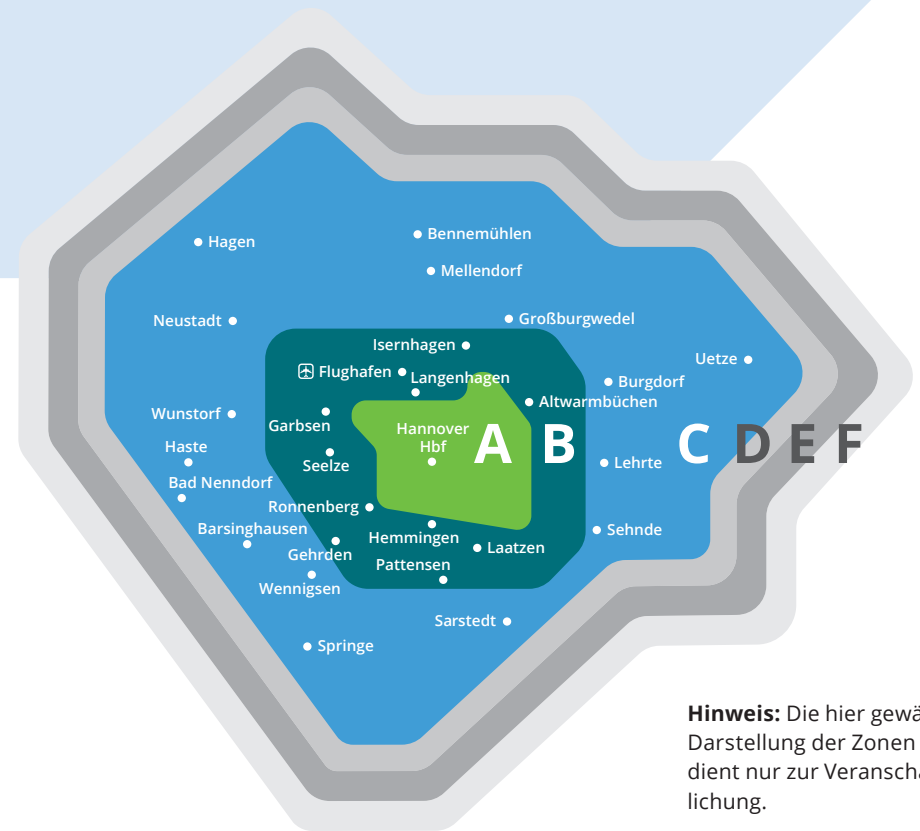 Hagen
Bennemühlen
Mellendorf
Neustadt
Großburgwedel
Isernhagen
Uetze
Flughafen
Langenhagen
Burgdorf
Altwarmbüchen
Wunstorf
Garbsen
Hannover
Hbf
A B C D E F
Haste
Seelze
Lehrte
Bad Nenndorf
Ronnenberg
Barsinghausen
Hemmingen
Sehnde
Gehrden
Laatzen
Pattensen
Wennigsen
Sarstedt
Springe
Hinweis: Die hier gewä
Darstellung der Zonen
dient nur zur Veransch
lichung.